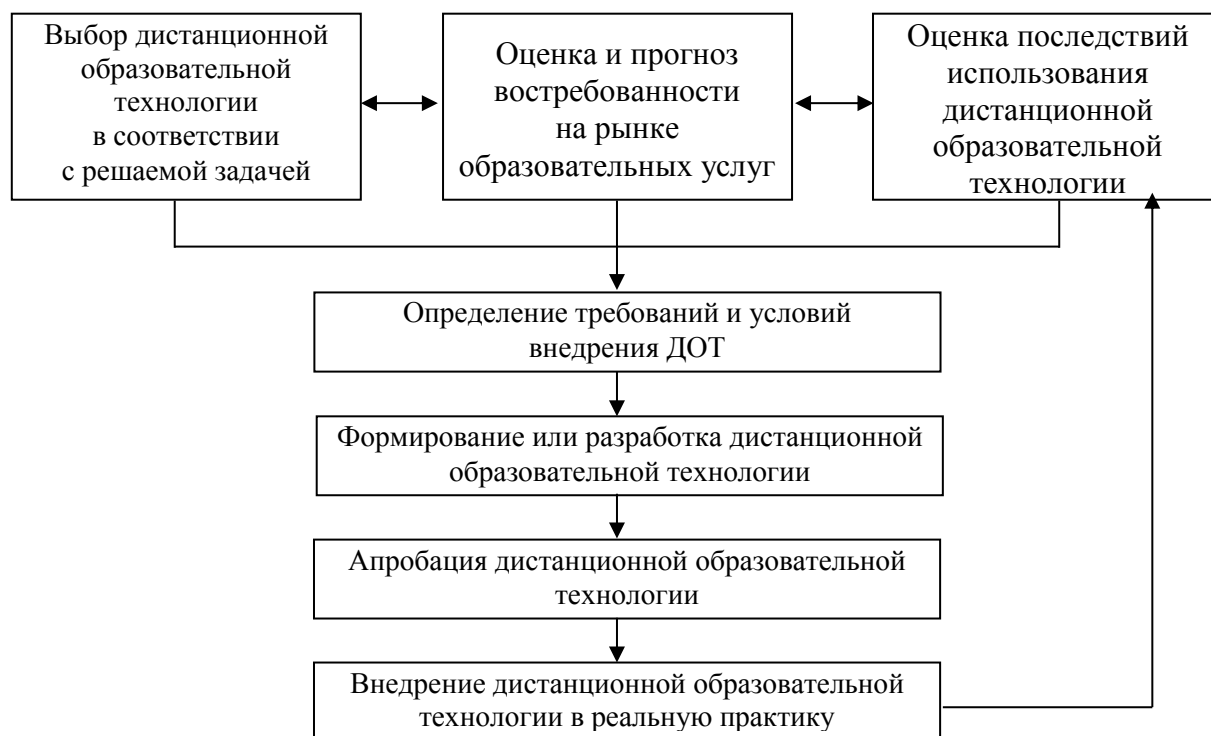 Выбор дистанционной
образовательной
технологии
в соответствии
с решаемой задачей
Оценка и прогноз
востребованности
на рынке
образовательных услуг
Оценка последствий
использования
дистанционной
образовательной
технологии
Определение требований и условий
внедрения ДОТ
Формирование или разработка дистанционной
образовательной технологии
Апробация дистанционной образовательной
технологии
Внедрение дистанционной образовательной
технологии в реальную практику